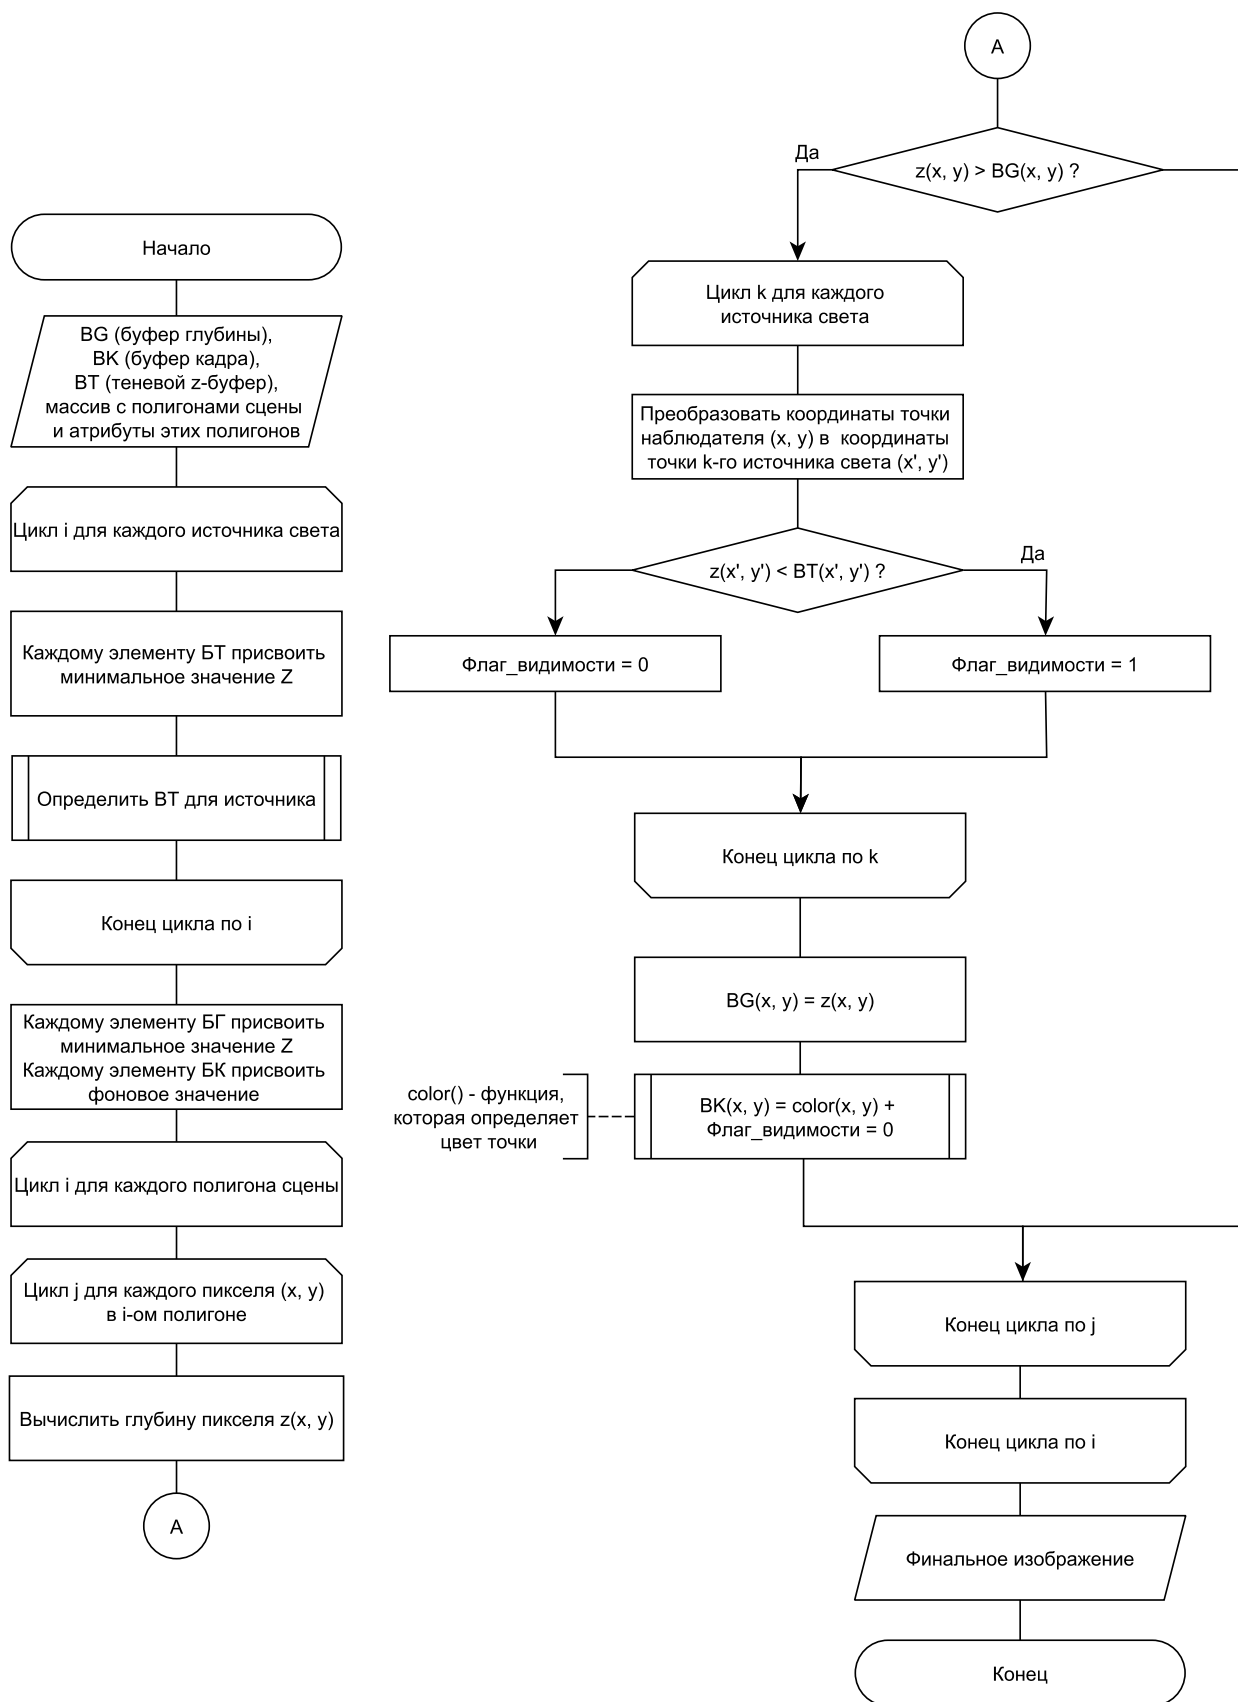 Начало
BG (буфер глубины),
BK (буфер кадра),
BT (теневой z-буфер),
массив с полигонами сцены
и атрибуты этих полигонов
Цикл i для каждого источника света
Каждому элементу БТ присвоить
минимальное значение Z
Определить BT для источника
Конец цикла по i
Каждому элементу БГ присвоить
минимальное значение Z
Каждому элементу БК присвоить
фоновое значение
Цикл i для каждого полигона сцены
Цикл j для каждого пикселя (x, y)
в i-ом полигоне
Вычислить глубину пикселя z(x, y)
A
A
Да
z(x, y) > BG(x, y) ?
Цикл k для каждого
источника света
Преобразовать координаты точки
наблюдателя (x, y) в координаты
точки k-го источника света (x', y')
z(x', y') < BT(x', y') ?
Да
Флаг_видимости = 0
Флаг_видимости = 1
Конец цикла по k
BG(x, y) = z(x, y)
color() - функция,
которая определяет
цвет точки
BK(x, y) = color(x, y) +
Флаг_видимости = 0
Конец цикла по j
Конец цикла по i
Финальное изображение
Конец